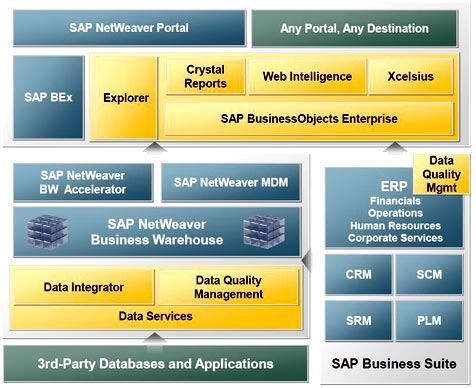 SAP NetWeaver Portal
Any Portal, Any Destination
SAP BEx
Explorer
Crystal
Reports
Web Intelligence
Xcelsius
SAP BusinessObjects Enterprise
SAP NetWeaver
BW Accelerator
SAP NetWeaver MDM
SAP NetWeaver
Business Warehouse
Data Integrator
Data Quality
Management
Data Services
3rd-Party Databases and Applications
Data
Quality
Mgmt
ERP
Financials
Operations
Human Resources
Corporate Services
CRM
SCM
SRM
PLM
SAP Business Suite